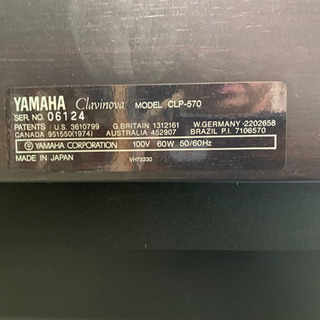 YAMAHA Clavinova MODEL CLP-570
SER. NO. 06124
PATENTS U.S. 3610799 G.BRITAIN 1312161 W.GERMANY 2202658
CANADA 951550(1974) AUSTRALIA 452907 BRAZIL P.I. 7106570
YAMAHA CORPORATION 100V 60W 50/60Hz
MADE IN JAPAN VH73230